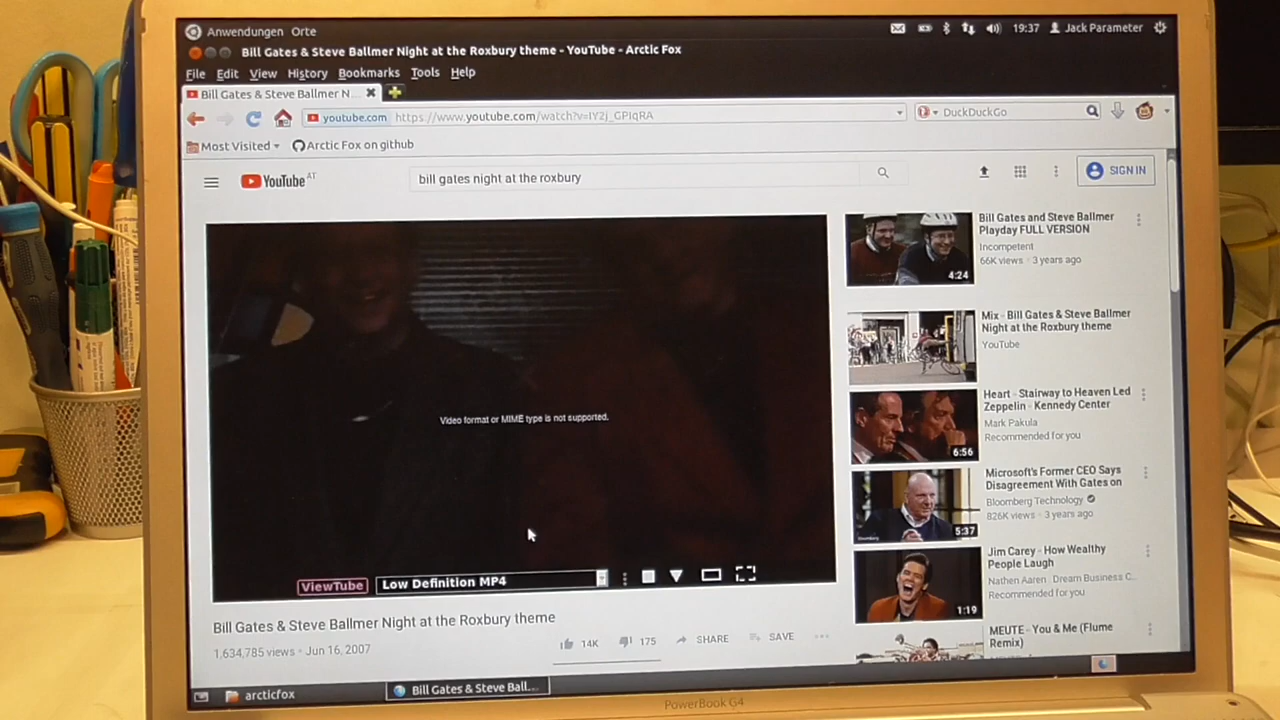 Anwendungen Orte
19:37 Jack Parameter
Bill Gates & Steve Ballmer Night at the Roxbury theme - YouTube - Arctic Fox
File Edit View History Bookmarks Tools Help
Bill Gates & Steve Ballmer N...
youtube.com https://www.youtube.com/watch?v=IY2j_GPIqRA
DuckDuckGo
Most Visited
Arctic Fox on github
YouTube AT
bill gates night at the roxbury
SIGN IN
Video format or MIME type is not supported.
ViewTube
Low Definition MP4
Bill Gates & Steve Ballmer Night at the Roxbury theme
1,634,785 views · Jun 16, 2007
14K 175 SHARE SAVE
4:24
Bill Gates and Steve Ballmer
Playday FULL VERSION
Incompetent
66K views · 3 years ago
Mix - Bill Gates & Steve Ballmer
Night at the Roxbury theme
YouTube
6:56
Heart - Stairway to Heaven Led
Zeppelin - Kennedy Center
Mark Pakula
Recommended for you
5:37
Microsoft's Former CEO Says
Disagreement With Gates on
Bloomberg Technology
826K views · 3 years ago
1:19
Jim Carey - How Wealthy
People Laugh
Nathen Aaren · Dream Business C...
Recommended for you
MEUTE - You & Me (Flume
Remix)
arcticfox
Bill Gates & Steve Ball...
PowerBook G4